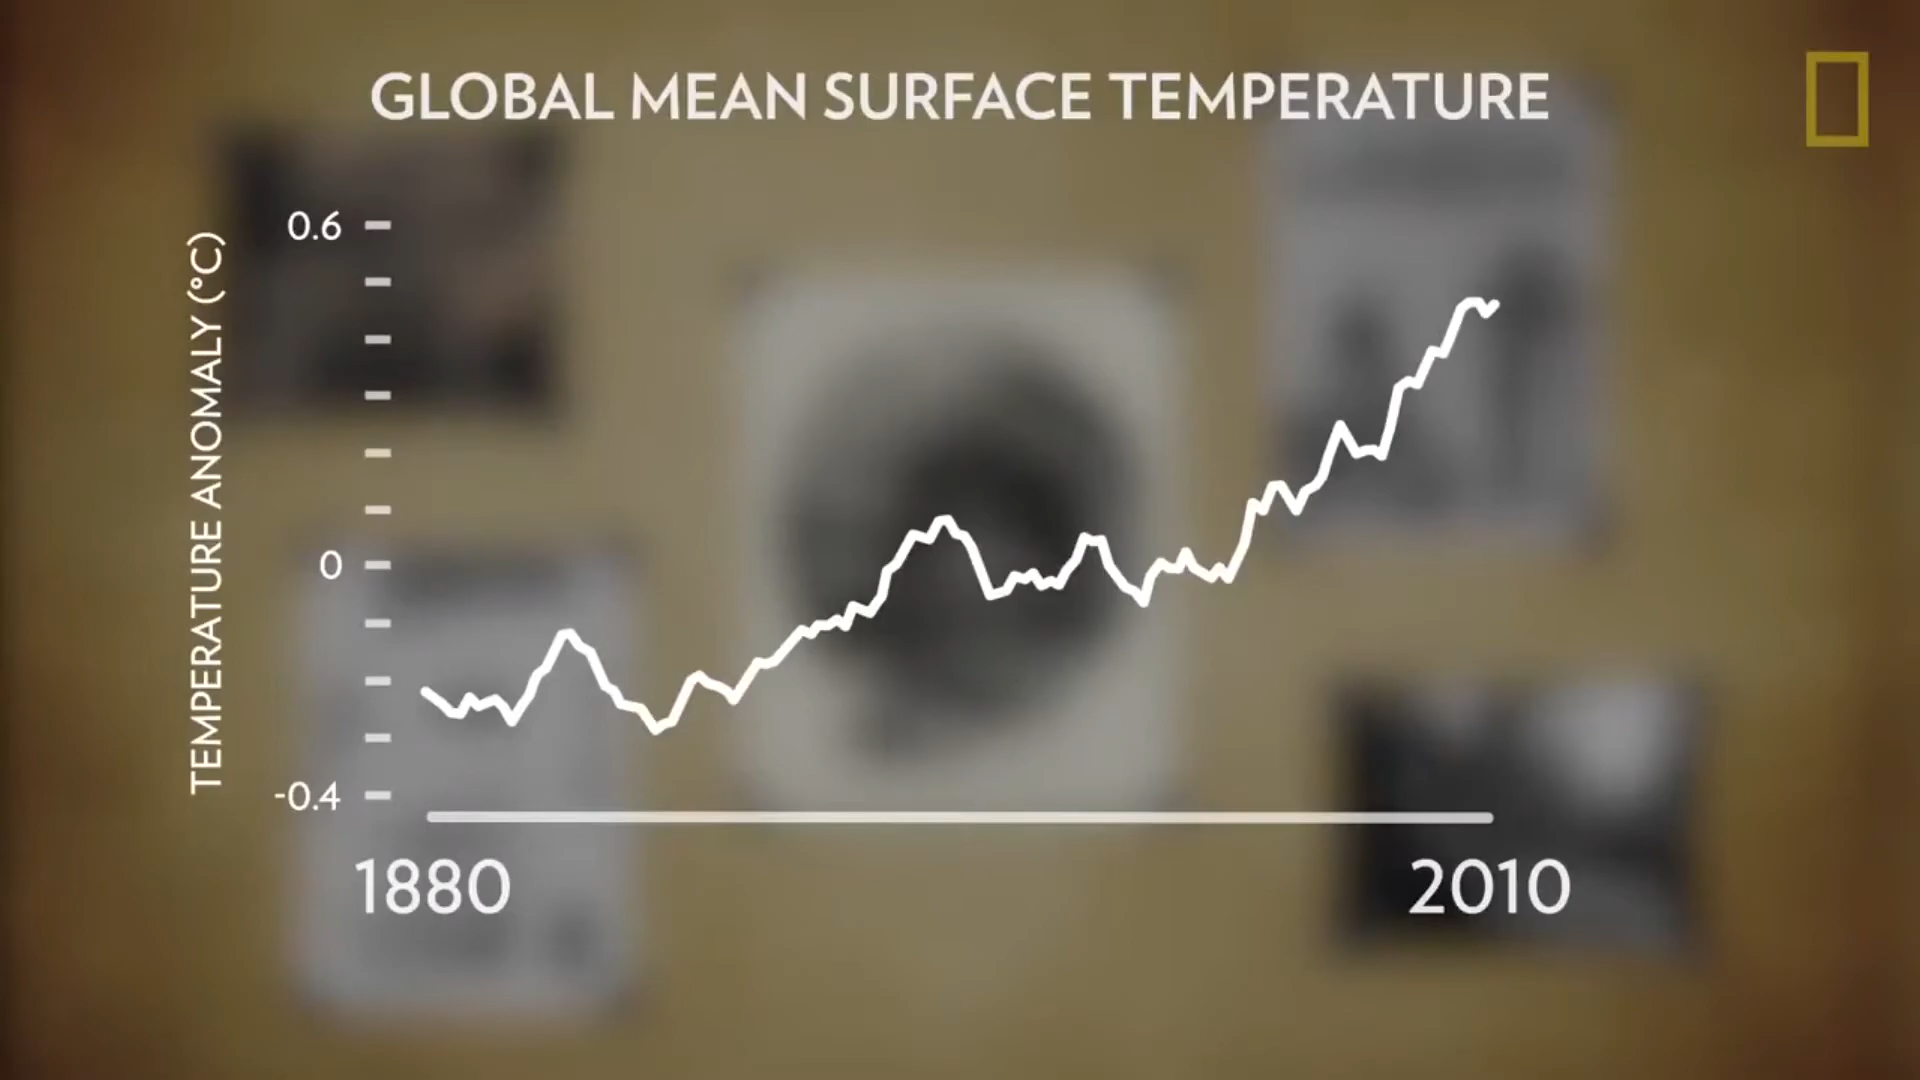 GLOBAL MEAN SURFACE TEMPERATURE
TEMPERATURE ANOMALY (°C)
0.6
0
-0.4
1880
2010